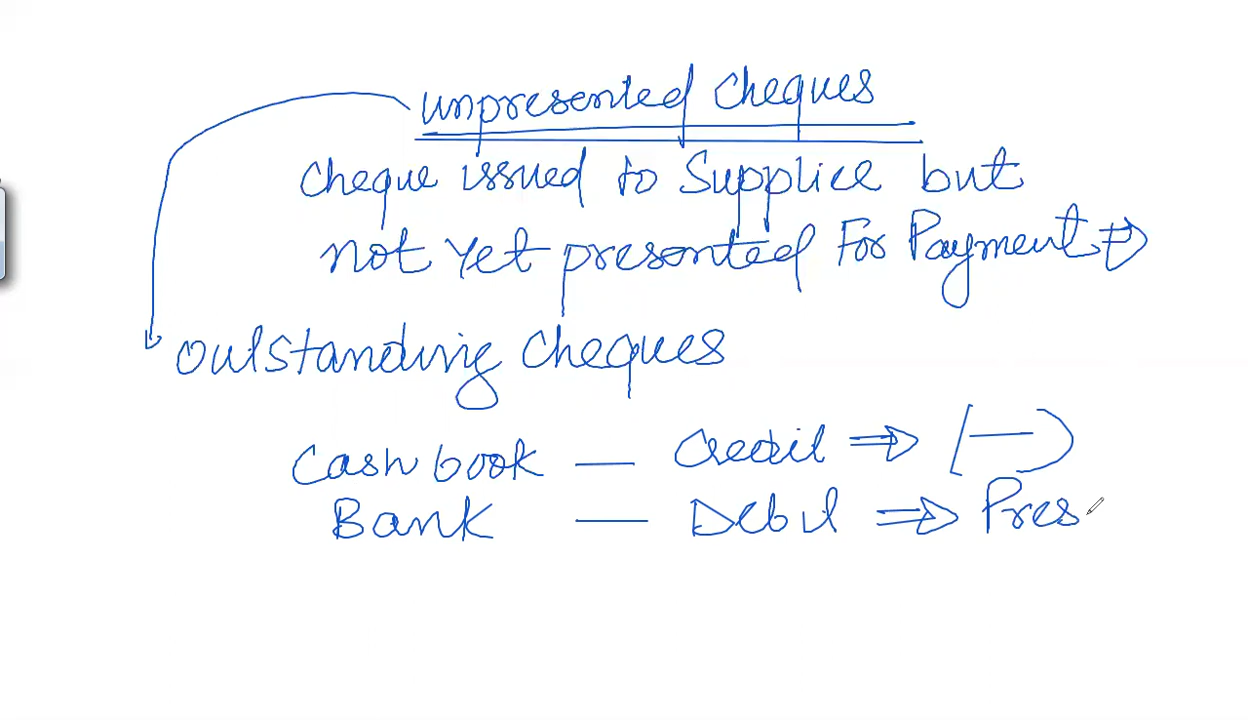 unpresented cheques
cheque issued to Supplice but
not yet presented For Payment ⇒
outstanding cheques
Cash book — Credit ⇒ (—)
Bank — Debit ⇒ Pres